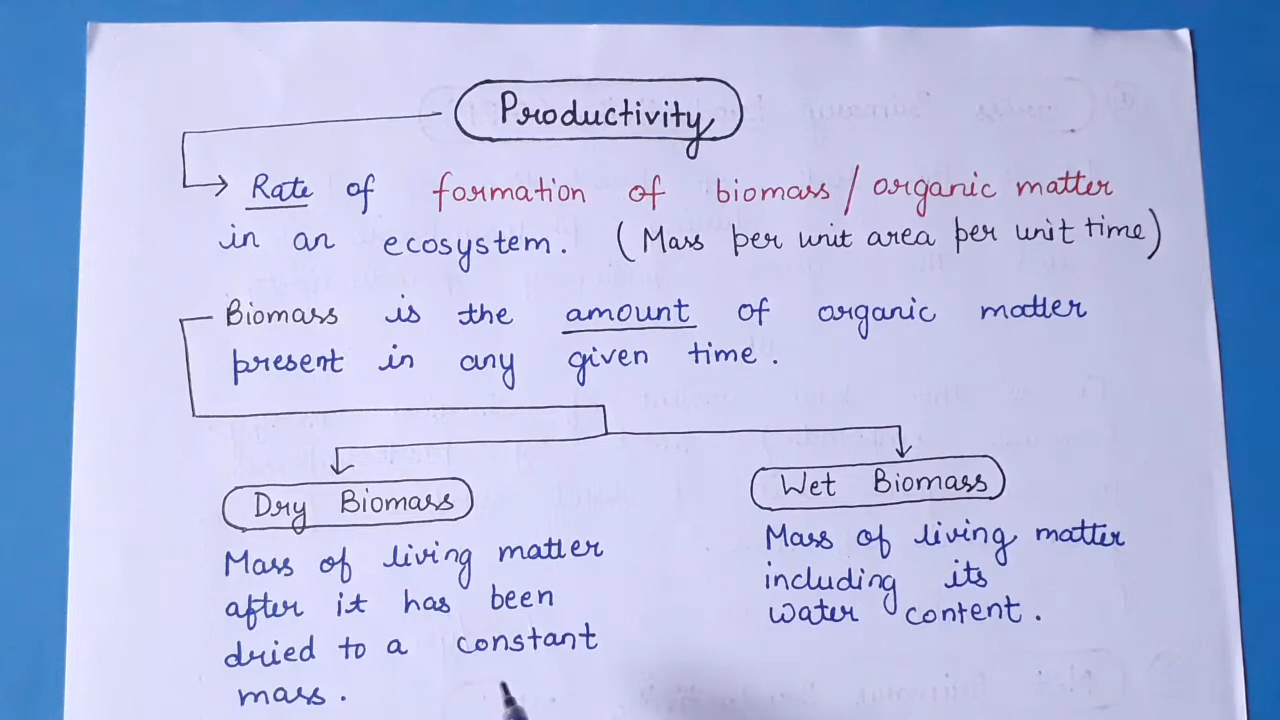 Productivity
Rate of formation of biomass/organic matter
in an ecosystem. (Mass per unit area per unit time)
Biomass is the amount of organic matter
present in any given time.
Dry Biomass
Mass of living matter
after it has been
dried to a constant
mass.
Wet Biomass
Mass of living matter
including its
water content.